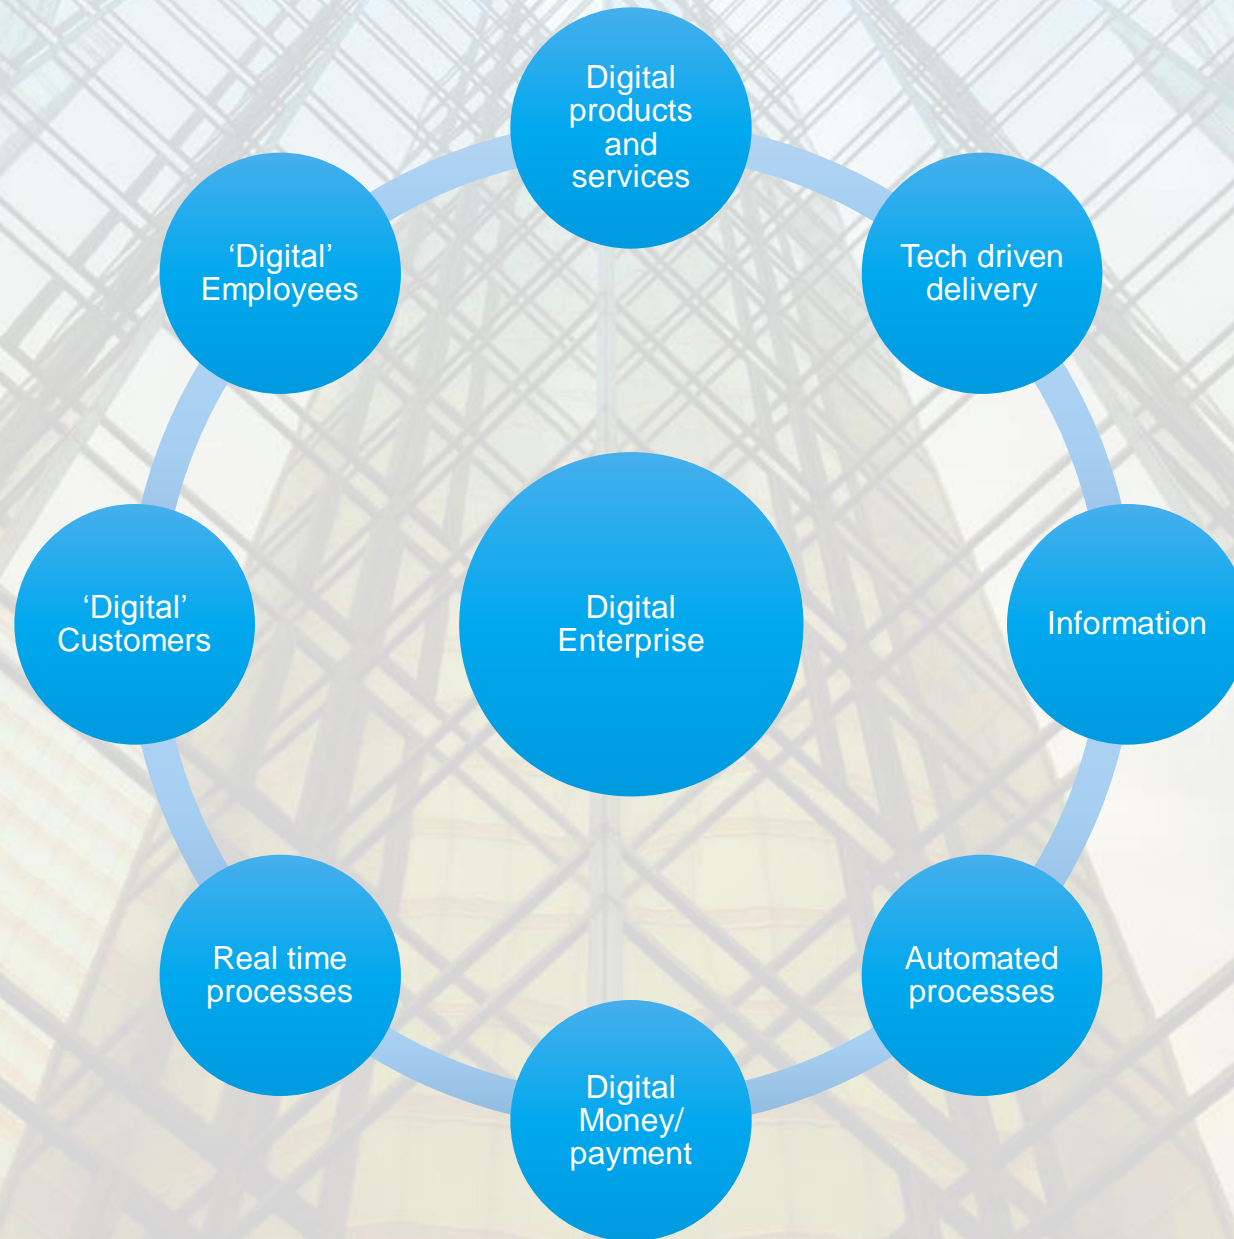 Digital
products
and
services
‘Digital’
Employees
Tech driven
delivery
‘Digital’
Customers
Digital
Enterprise
Information
Real time
processes
Automated
processes
Digital
Money/
payment